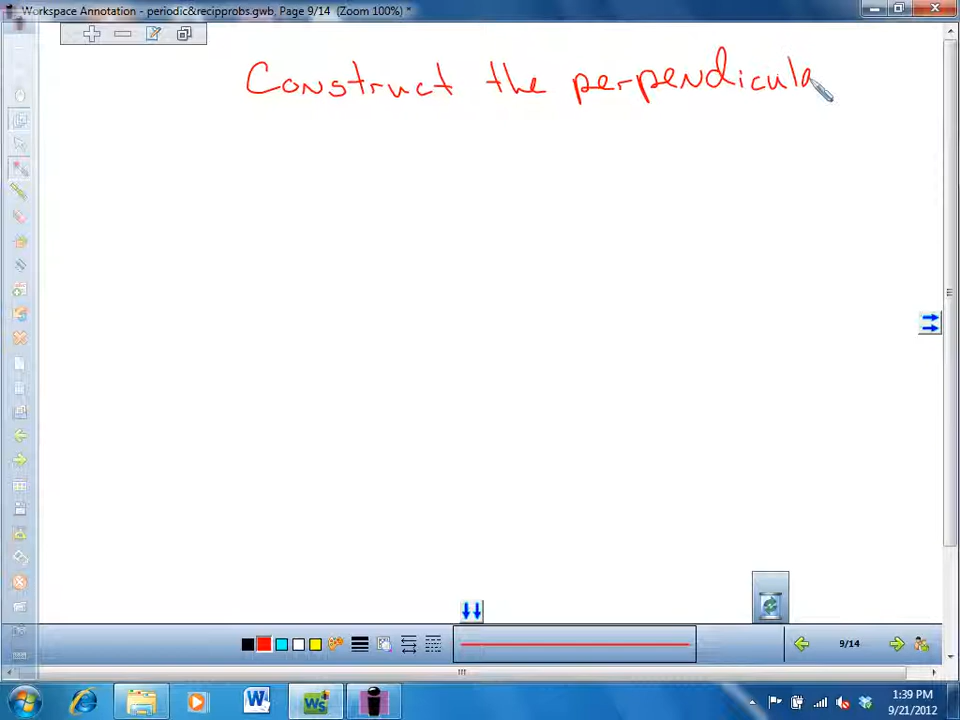 Workspace Annotation - periodic&recipprobs.gwb, Page 9/14 (Zoom 100%) *
Construct the perpendicula
9/14
1:39 PM
9/21/2012